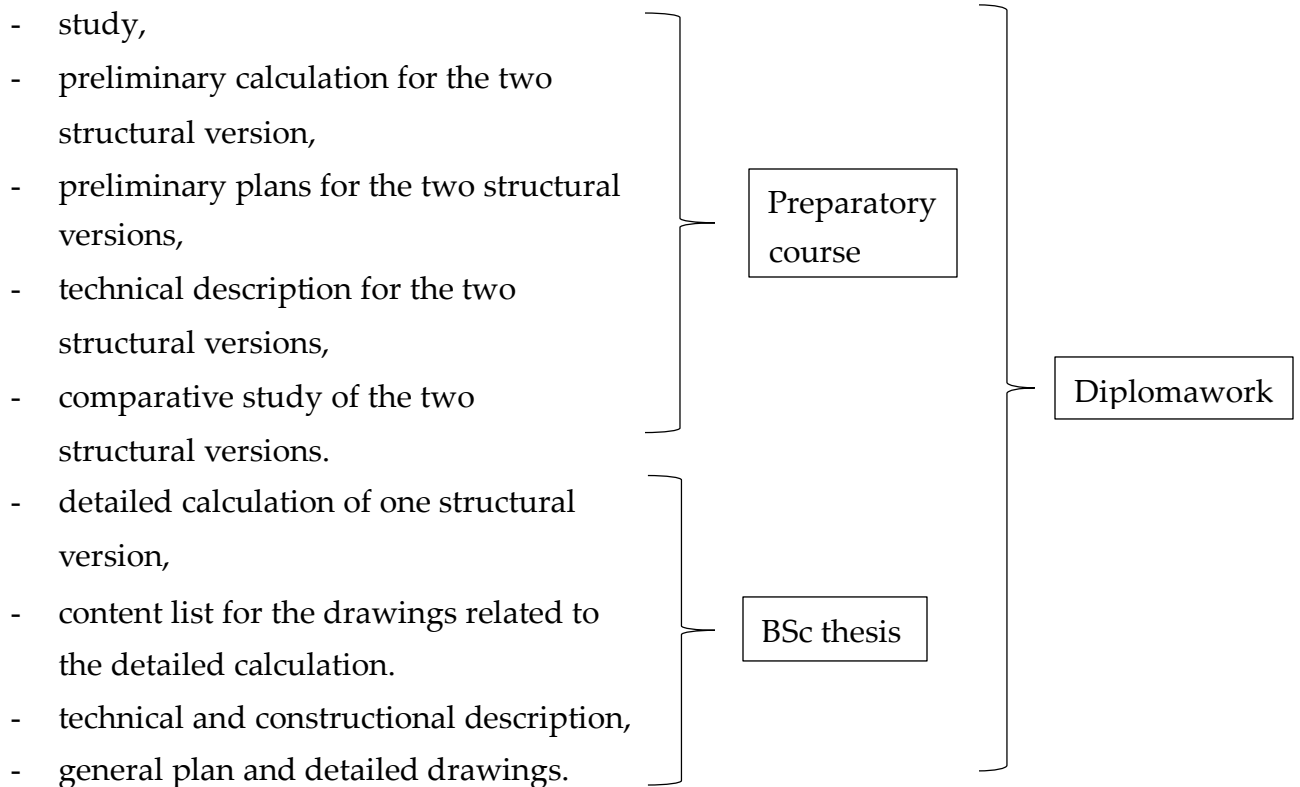 - study,
- preliminary calculation for the two
structural version,
- preliminary plans for the two structural
versions,
- technical description for the two
structural versions,
- comparative study of the two
structural versions.
- detailed calculation of one structural
version,
- content list for the drawings related to
the detailed calculation.
- technical and constructional description,
- general plan and detailed drawings.
Preparatory
course
BSc thesis
Diplomawork